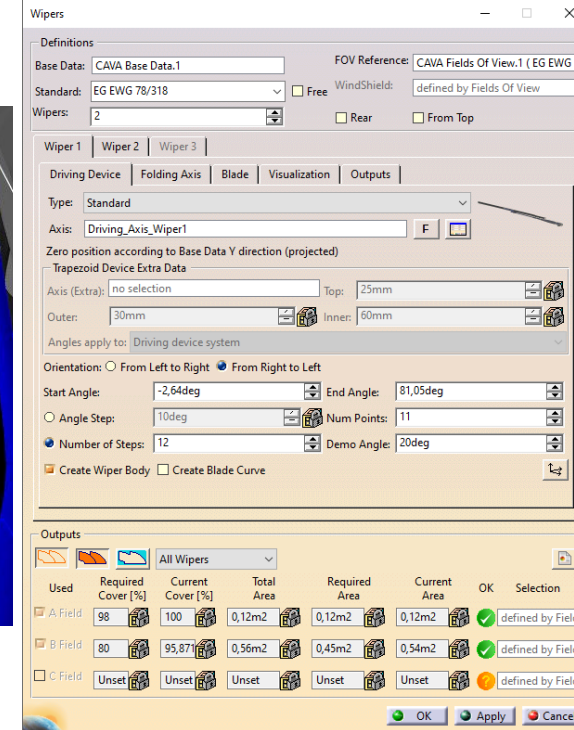 Wipers
Definitions
Base Data: CAVA Base Data.1 FOV Reference: CAVA Fields Of View.1 ( EG EWG
Standard: EG EWG 78/318 Free WindShield: defined by Fields Of View
Wipers: 2 Rear From Top
Wiper 1 Wiper 2 Wiper 3
Driving Device Folding Axis Blade Visualization Outputs
Type: Standard
Axis: Driving_Axis_Wiper1 F
Zero position according to Base Data Y direction (projected)
Trapezoid Device Extra Data
Axis (Extra): no selection Top: 25mm
Outer: 30mm Inner: 60mm
Angles apply to: Driving device system
Orientation: From Left to Right From Right to Left
Start Angle: -2,64deg End Angle: 81,05deg
Angle Step: 10deg Num Points: 11
Number of Steps: 12 Demo Angle: 20deg
Create Wiper Body Create Blade Curve
Outputs
All Wipers
Used Required Cover [%] Current Cover [%] Total Area Required Area Current Area OK Selection
A Field 98 100 0,12m2 0,12m2 0,12m2 defined by Fiel
B Field 80 95,871 0,56m2 0,45m2 0,54m2 defined by Fiel
C Field Unset Unset Unset Unset Unset defined by Fiel
OK Apply Cance